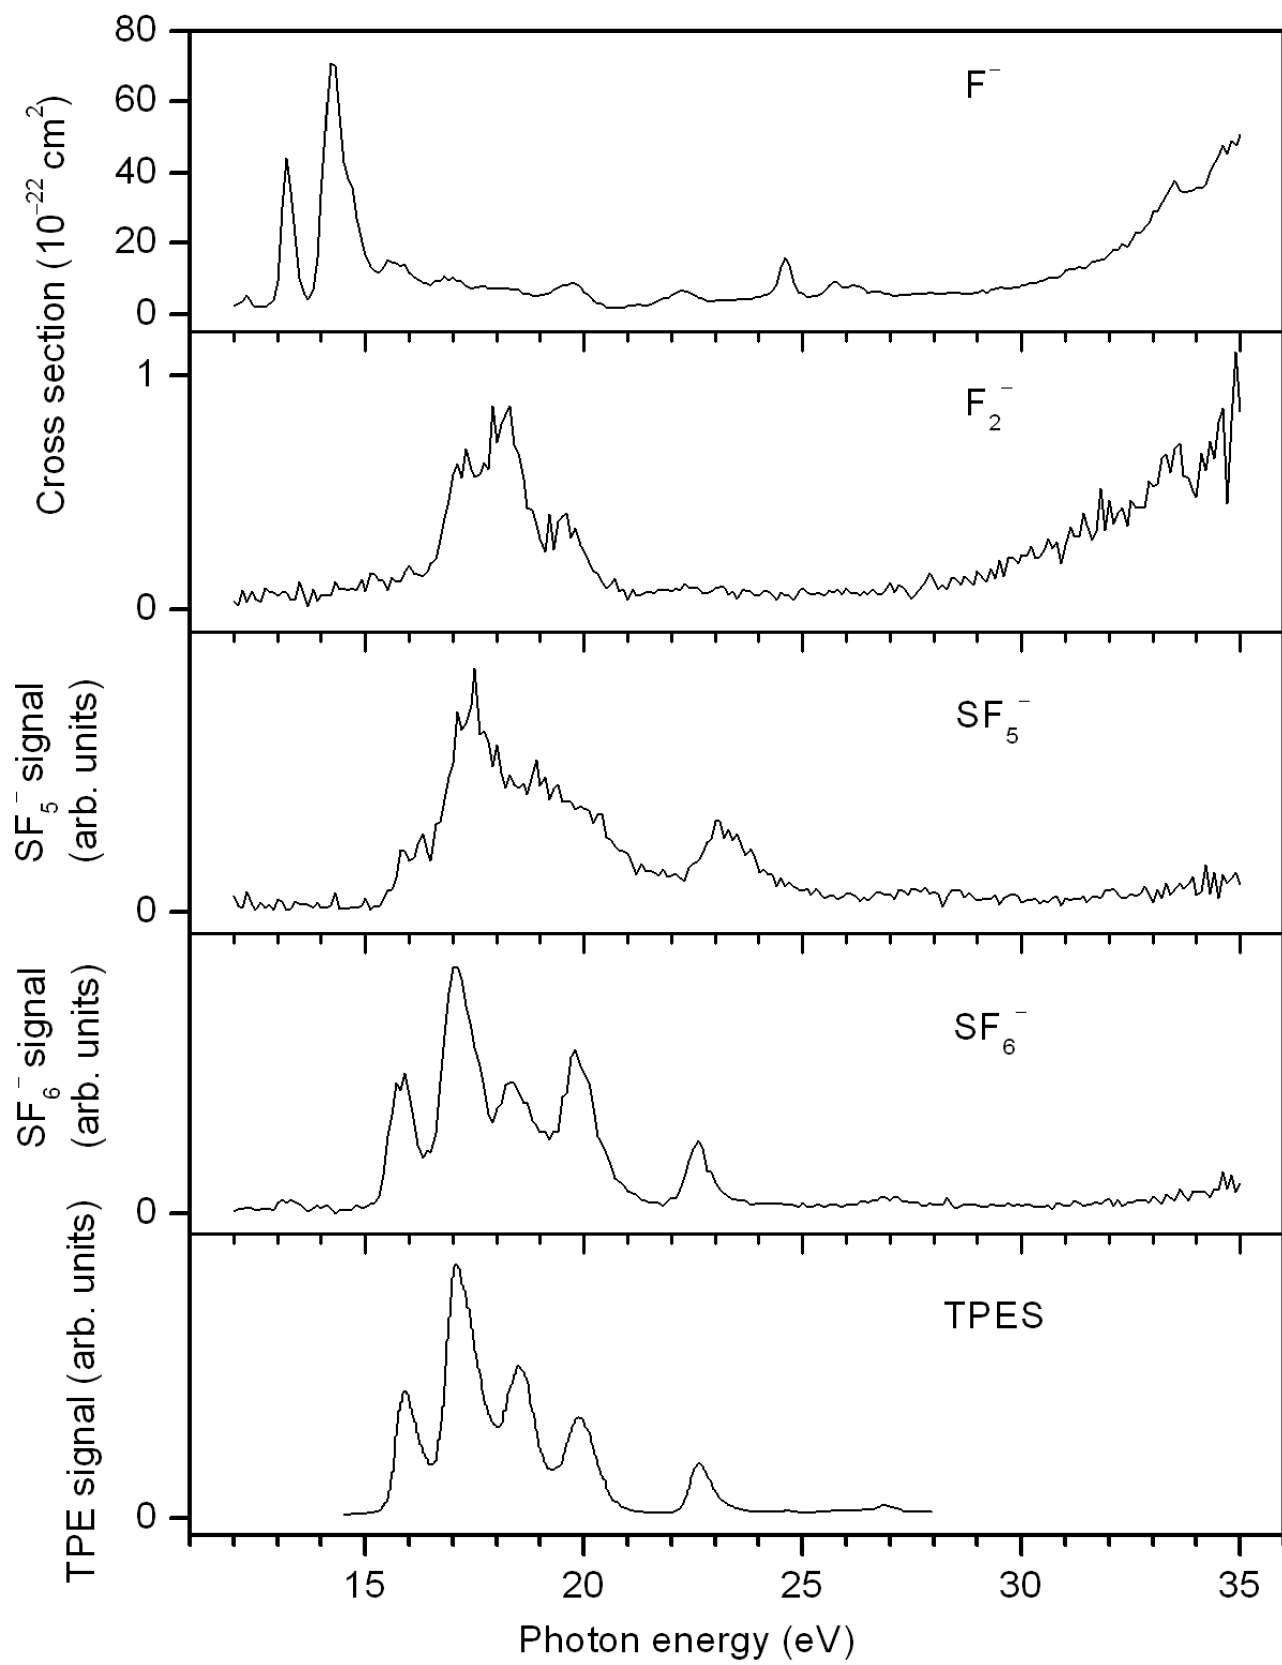 80
60
40
20
0
Cross section (10⁻²² cm²)
F⁻
1
0
F₂⁻
SF₅⁻ signal
(arb. units)
0
SF₅⁻
SF₆⁻ signal
(arb. units)
0
SF₆⁻
TPE signal (arb. units)
0
TPES
15 20 25 30 35
Photon energy (eV)